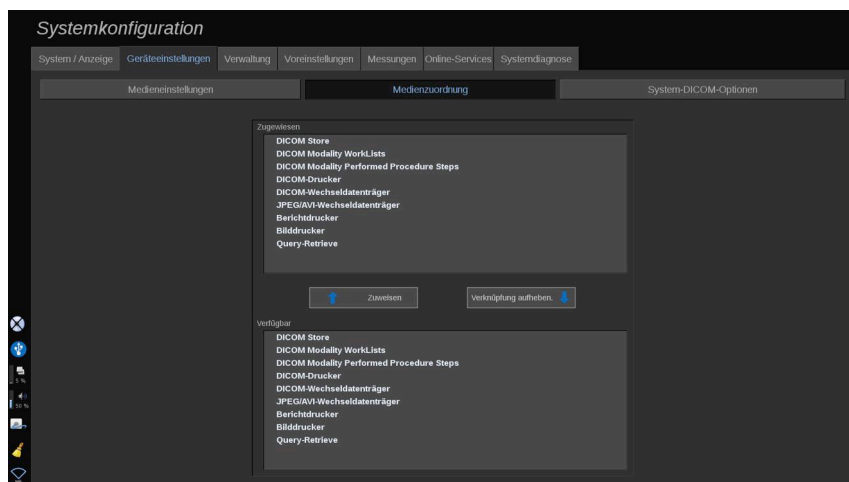 Systemkonfiguration
System / Anzeige Geräteeinstellungen Verwaltung Voreinstellungen Messungen Online-Services Systemdiagnose
Medieneinstellungen Medienzuordnung System-DICOM-Optionen
Zugewiesen
DICOM Store
DICOM Modality WorkLists
DICOM Modality Performed Procedure Steps
DICOM-Drucker
DICOM-Wechseldatenträger
JPEG/AVI-Wechseldatenträger
Berichtdrucker
Bilddrucker
Query-Retrieve
Zuweisen Verknüpfung aufheben.
Verfügbar
DICOM Store
DICOM Modality WorkLists
DICOM Modality Performed Procedure Steps
DICOM-Drucker
DICOM-Wechseldatenträger
JPEG/AVI-Wechseldatenträger
Berichtdrucker
Bilddrucker
Query-Retrieve
5 %
50 %